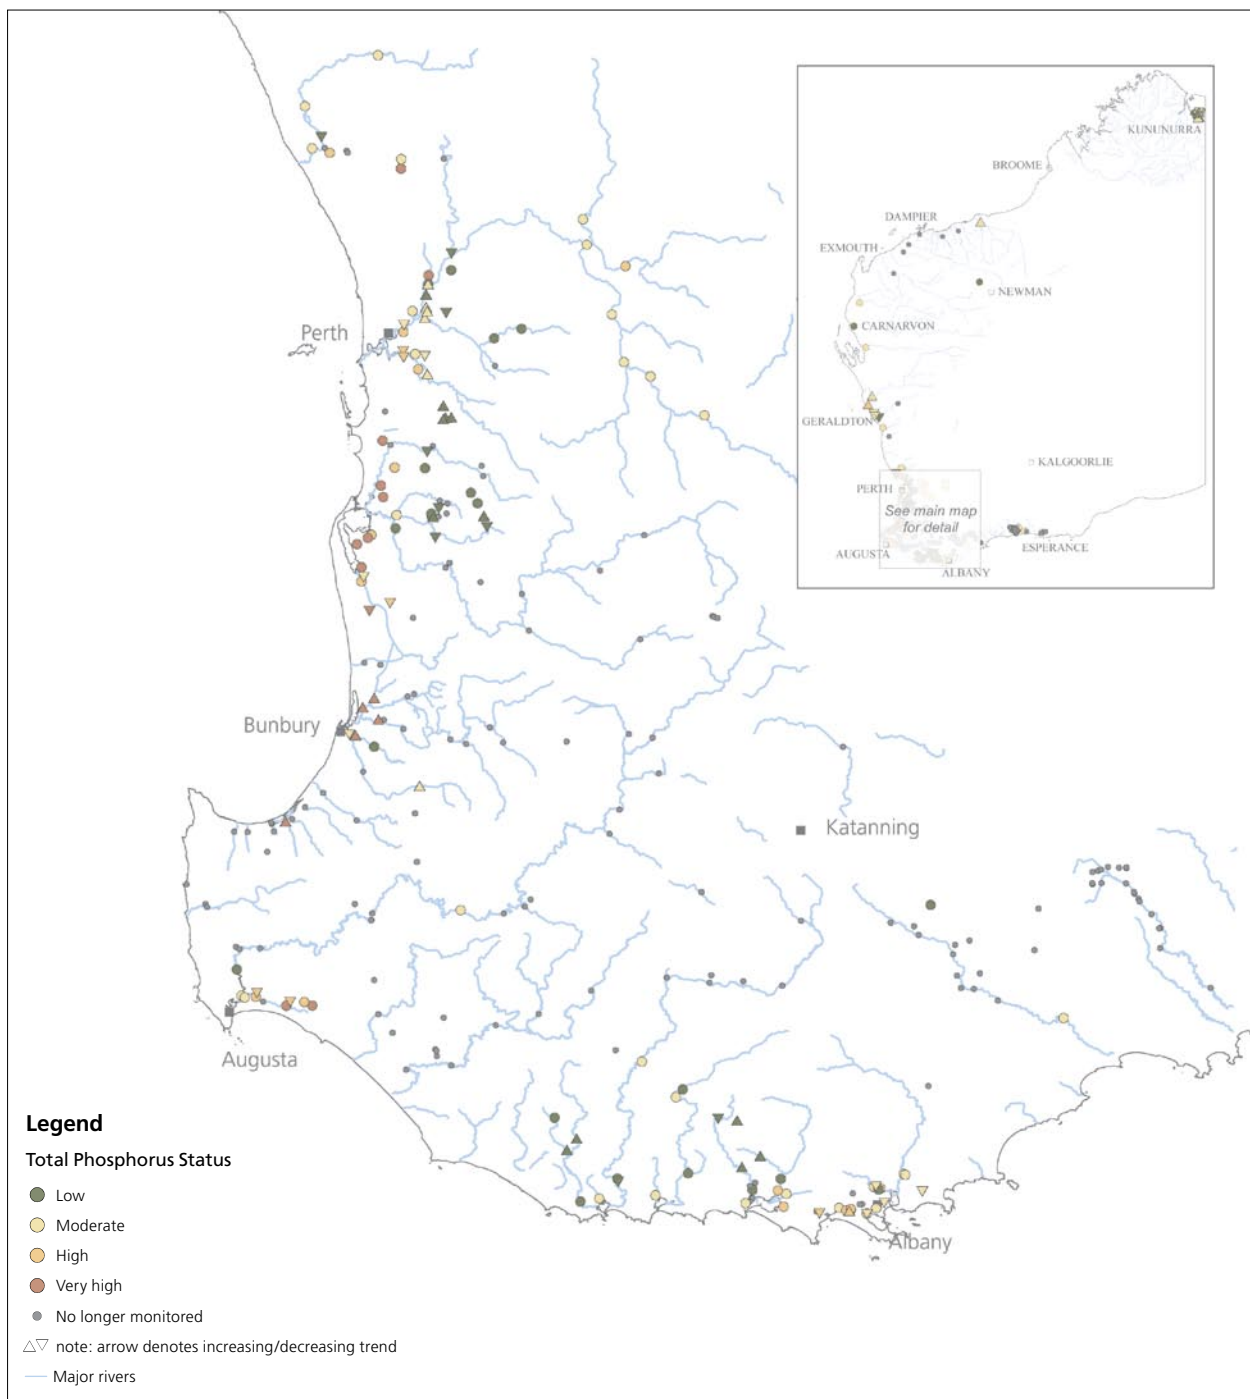 KUNUNURRA
BROOME
DAMPIER
EXMOUTH
NEWMAN
CARNARVON
GERALDTON
KALGOORLIE
PERTH
See main map
for detail
ESPERANCE
AUGUSTA
ALBANY
Perth
Bunbury
Katanning
Augusta
Albany
Legend
Total Phosphorus Status
Low
Moderate
High
Very high
No longer monitored
note: arrow denotes increasing/decreasing trend
Major rivers